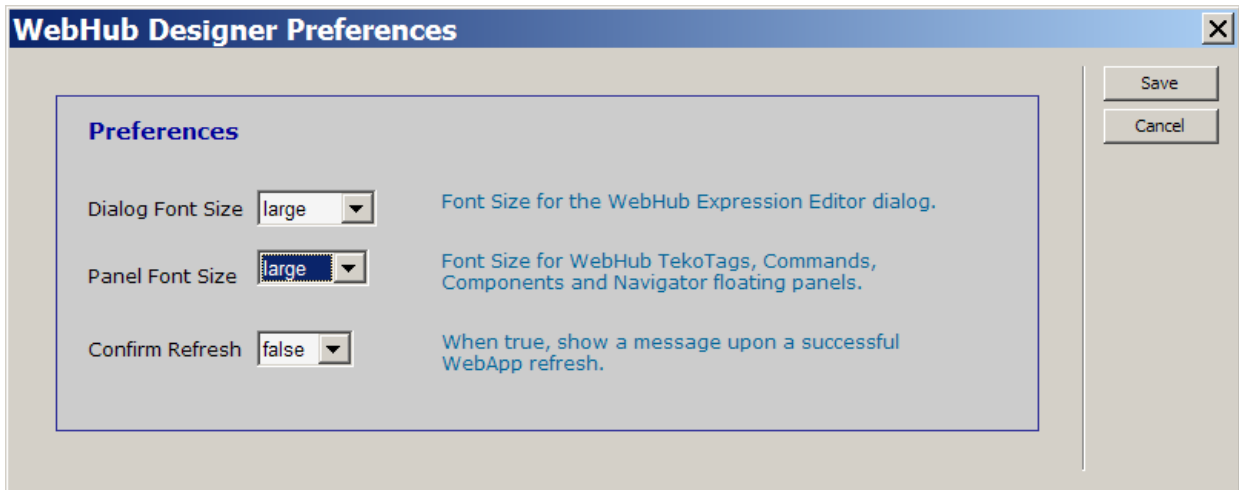 WebHub Designer Preferences
Save
Cancel
Preferences
Dialog Font Size large Font Size for the WebHub Expression Editor dialog.
Panel Font Size large Font Size for WebHub TekoTags, Commands,
Components and Navigator floating panels.
Confirm Refresh false When true, show a message upon a successful
WebApp refresh.